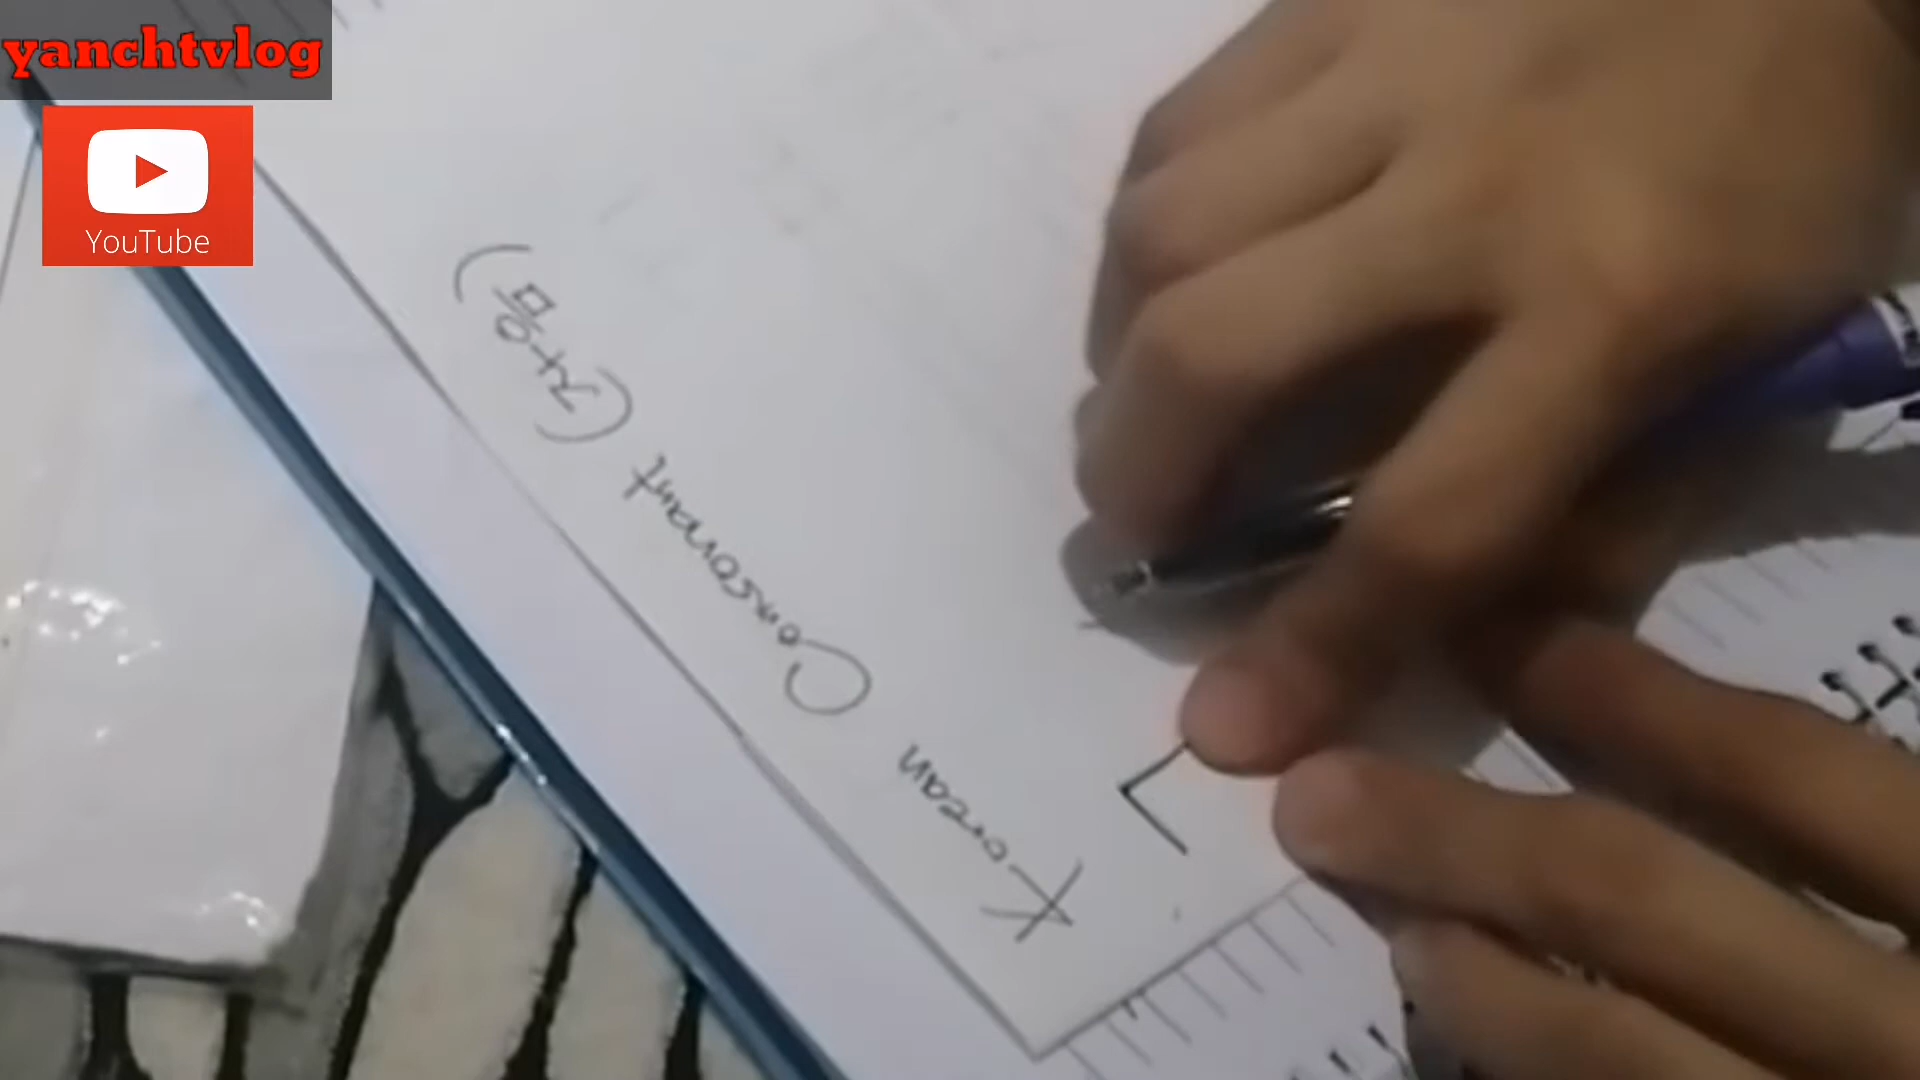 yanchtvlog
YouTube
Korean Consonant (자음)
ㄱ